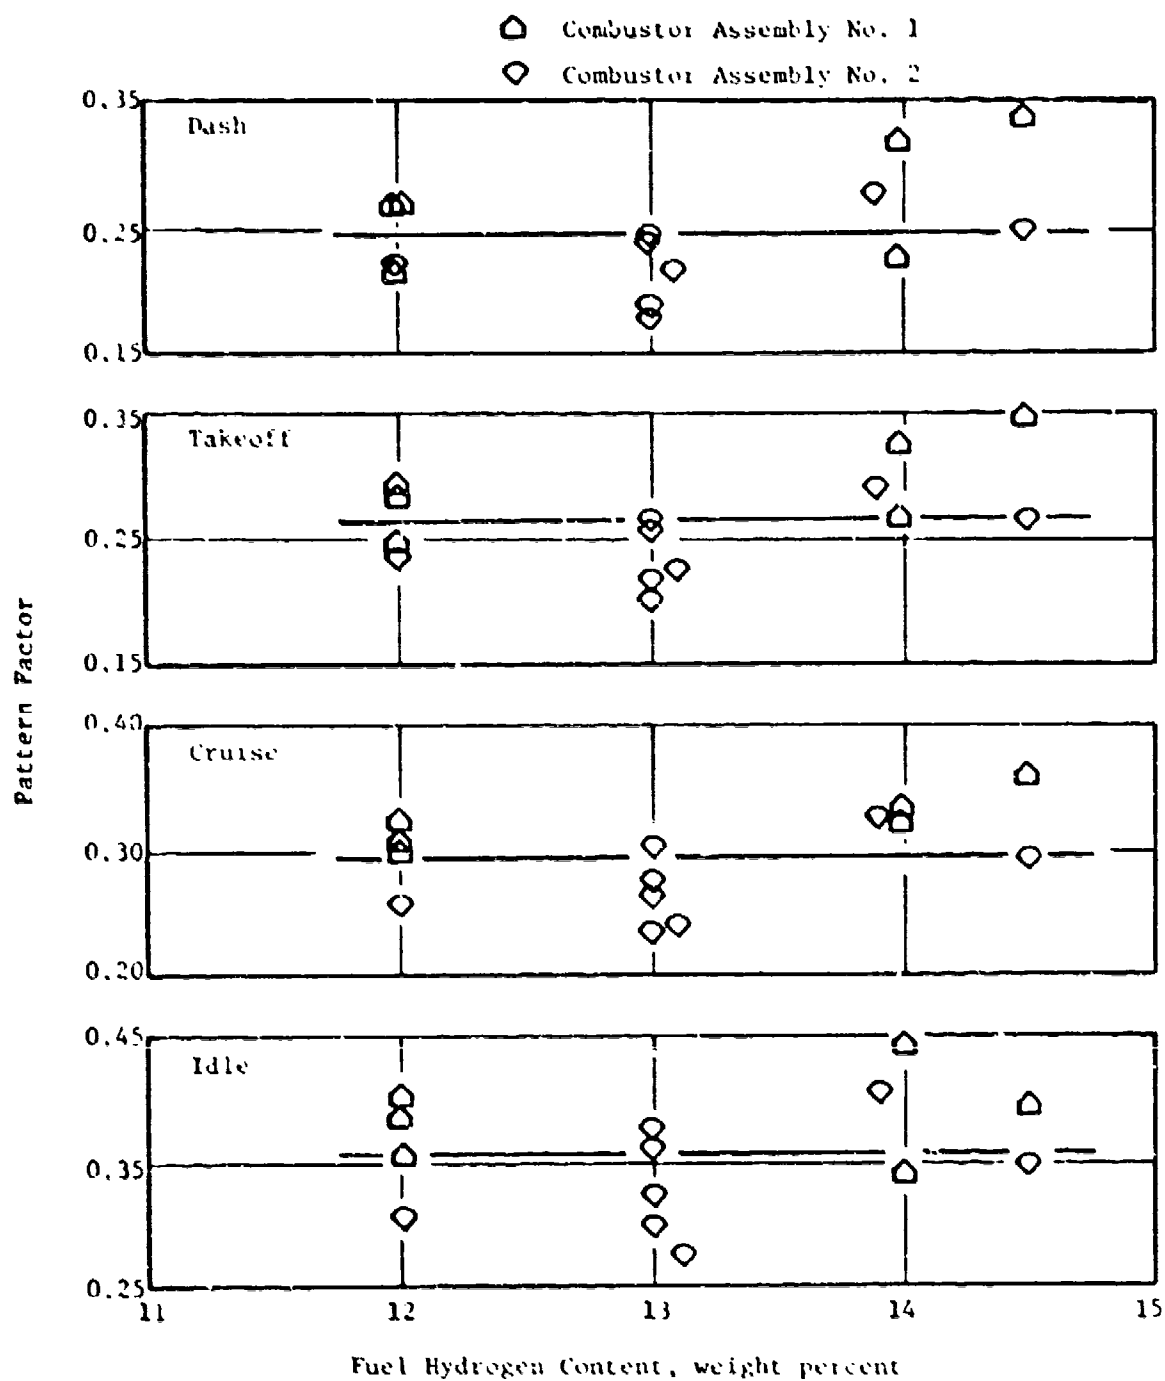 Combustor Assembly No. 1
Combustor Assembly No. 2
Dash
0.35
0.25
0.15
Takeoff
0.35
0.25
0.15
Cruise
0.40
0.30
0.20
Idle
0.45
0.35
0.25
Pattern Factor
11 12 13 14 15
Fuel Hydrogen Content, weight percent